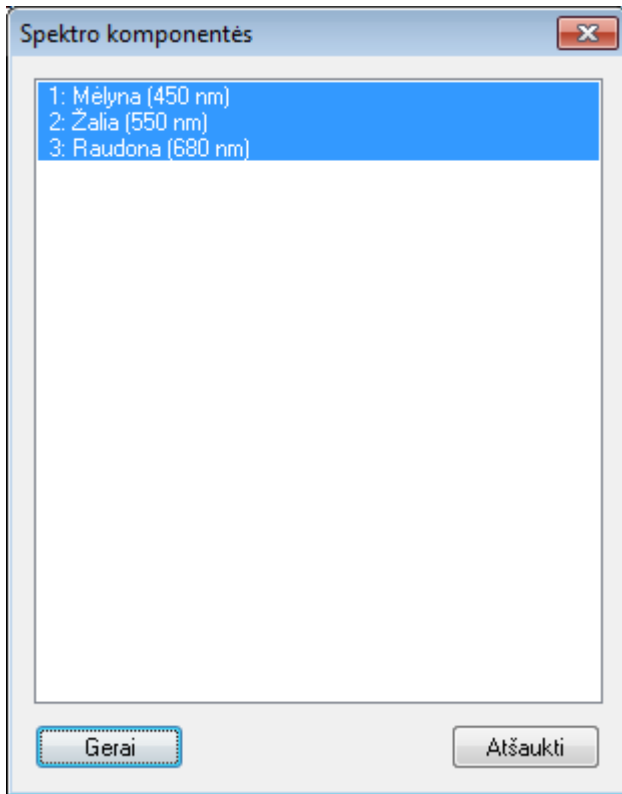 Spektro komponentės
1: Mėlyna (450 nm)
2: Žalia (550 nm)
3: Raudona (680 nm)
Gerai
Atšaukti